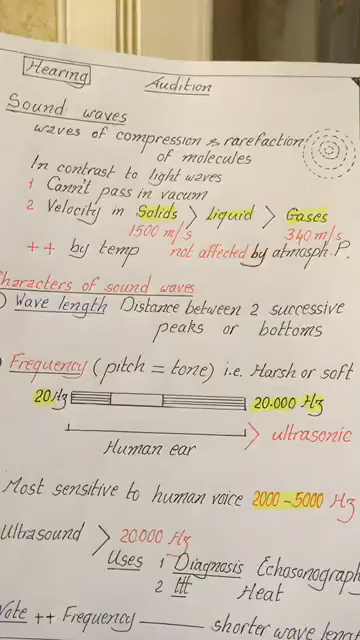 Hearing
Audition
Sound waves
waves of compression & rarefaction
of molecules
In contrast to light waves
1 Cann't pass in vacum
2 Velocity in Solids > Liquid > Gases
1500 m/s 340 m/s
++ by temp not affected by atmosph. P.
Characters of sound waves
Wave length Distance between 2 successive
peaks or bottoms
Frequency (pitch = tone) i.e. Harsh or soft
20 Hz 20.000 Hz
Human ear > ultrasonic
Most sensitive to human voice 2000 - 5000 Hz
Ultrasound > 20.000 Hz
Uses 1 Diagnosis Echosonograph
2 ttt Heat
Note ++ Frequency —— shorter wave leng